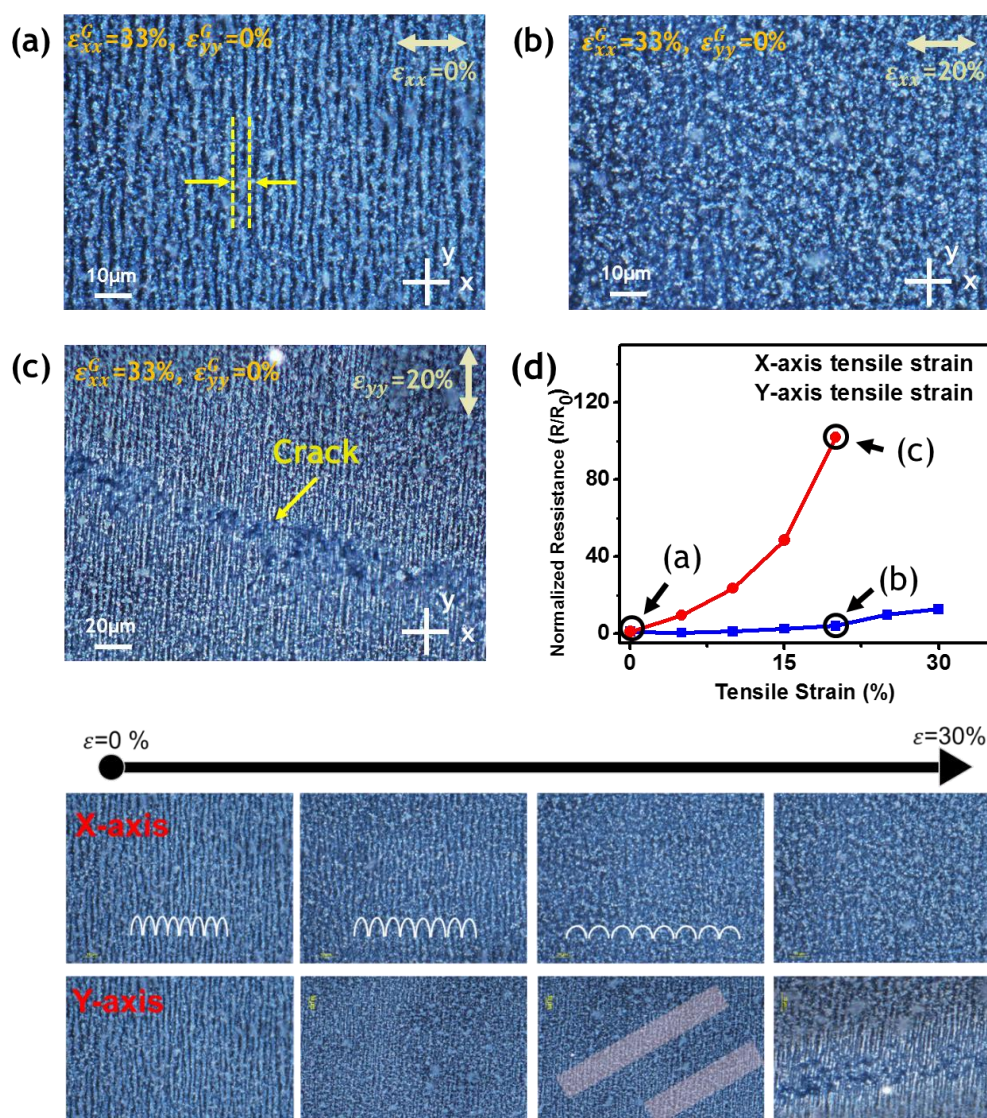 (a)
ε^G_xx=33%, ε^G_yy=0%
ε_xx=0%
10μm
y
x
(b)
ε^G_xx=33%, ε^G_yy=0%
ε_xx=20%
10μm
y
x
(c)
ε^G_xx=33%, ε^G_yy=0%
ε_yy=20%
Crack
20μm
y
x
(d)
X-axis tensile strain
Y-axis tensile strain
120
80
40
0
Normalized Ressistance (R/R0)
(a)
(b)
(c)
0
15
30
Tensile Strain (%)
ε=0 %
ε=30%
X-axis
Y-axis